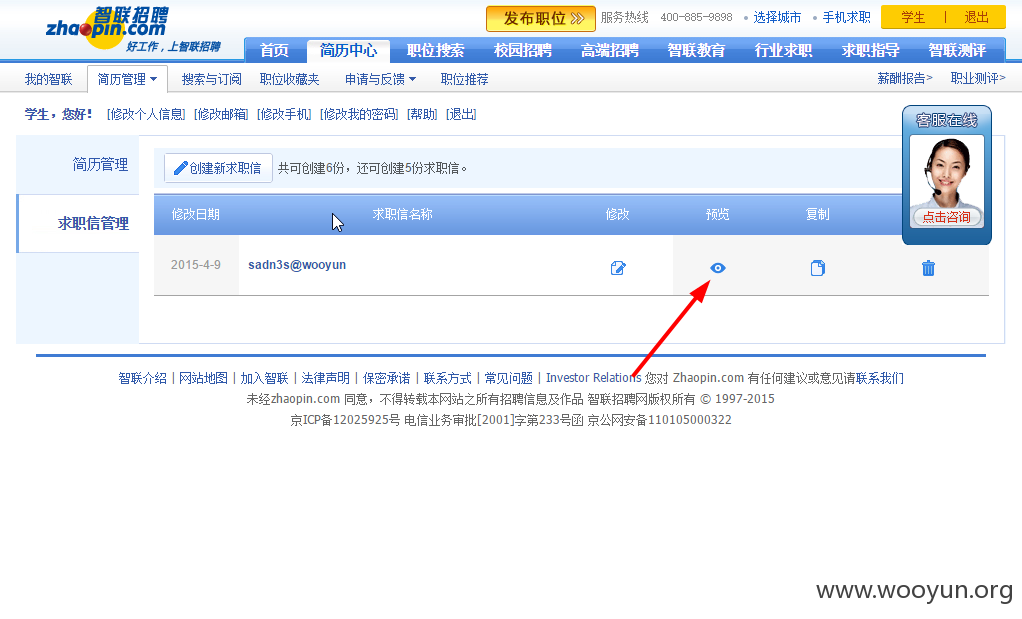 智联招聘
zhaopin.com
好工作，上智联招聘
发布职位 服务热线 400-885-9898 选择城市 手机求职 学生 | 退出
首页 简历中心 职位搜索 校园招聘 高端招聘 智联教育 行业求职 求职指导 智联测评
我的智联 简历管理 搜索与订阅 职位收藏夹 申请与反馈 职位推荐 薪酬报告> 职业测评>
学生，您好！ [修改个人信息] [修改邮箱] [修改手机] [修改我的密码] [帮助] [退出]
客服在线
点击咨询
简历管理
求职信管理
创建新求职信 共可创建6份，还可创建5份求职信。
修改日期 求职信名称 修改 预览 复制
2015-4-9 sadn3s@wooyun
智联介绍 | 网站地图 | 加入智联 | 法律声明 | 保密承诺 | 联系方式 | 常见问题 | Investor Relations 您对 Zhaopin.com 有任何建议或意见请联系我们
未经zhaopin.com 同意，不得转载本网站之所有招聘信息及作品 智联招聘网版权所有 © 1997-2015
京ICP备12025925号 电信业务审批[2001]字第233号函 京公网安备110105000322
www.wooyun.org